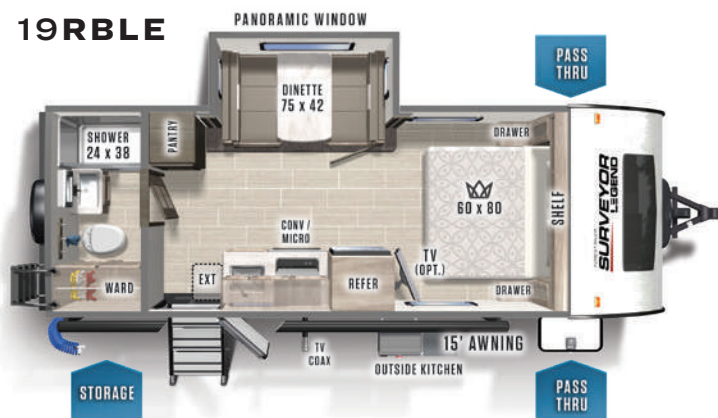 19RBLE
PANORAMIC WINDOW
PASS
THRU
DINETTE
75 x 42
SHOWER
24 x 38
PANTRY
DRAWER
60 x 80
SHELF
SURVEYOR
LEGEND
CONV /
MICRO
TV
(OPT.)
EXT
REFER
WARD
DRAWER
TV
COAX
15' AWNING
OUTSIDE KITCHEN
STORAGE
PASS
THRU